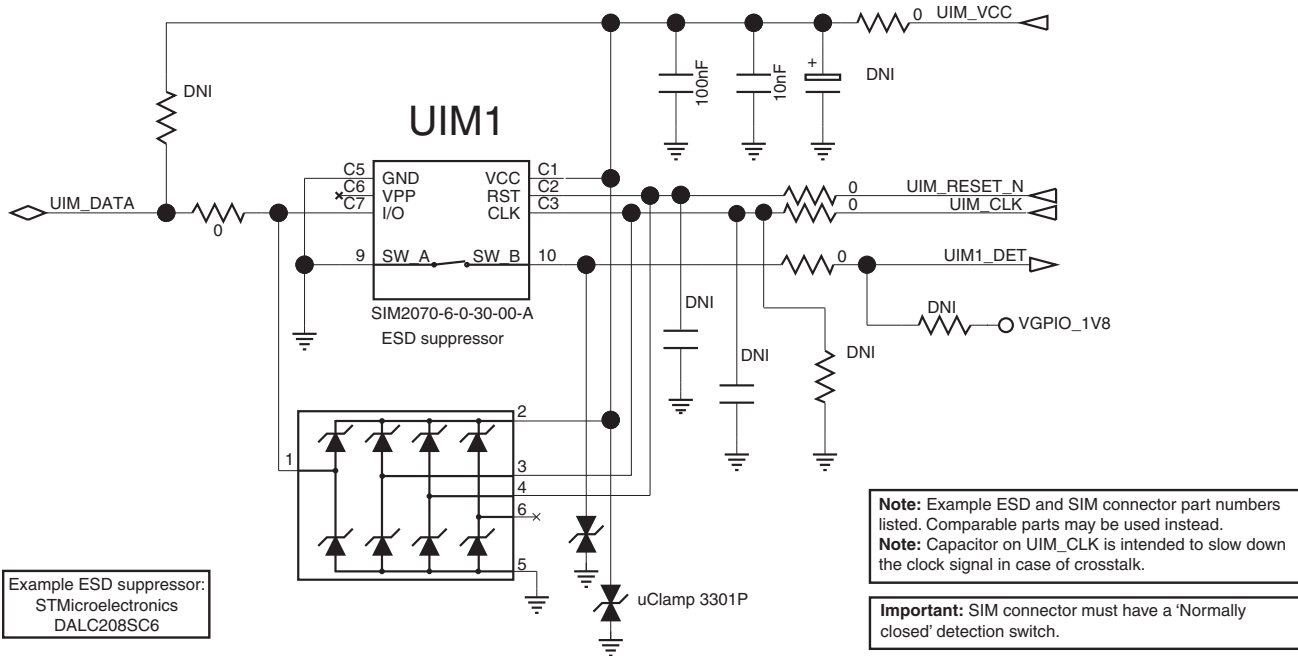 0 UIM_VCC
DNI
100nF
10nF
+
DNI
UIM1
C5 GND VCC C1
C6 VPP RST C2
C7 I/O CLK C3
UIM_DATA
0
0 UIM_RESET_N
0 UIM_CLK
9 SW_A SW_B 10
0 UIM1_DET
SIM2070-6-0-30-00-A
ESD suppressor
DNI
DNI
DNI
DNI
VGPIO_1V8
1
2
3
4
6
5
uClamp 3301P
Example ESD suppressor:
STMicroelectronics
DALC208SC6
Note: Example ESD and SIM connector part numbers
listed. Comparable parts may be used instead.
Note: Capacitor on UIM_CLK is intended to slow down
the clock signal in case of crosstalk.
Important: SIM connector must have a ‘Normally
closed’ detection switch.